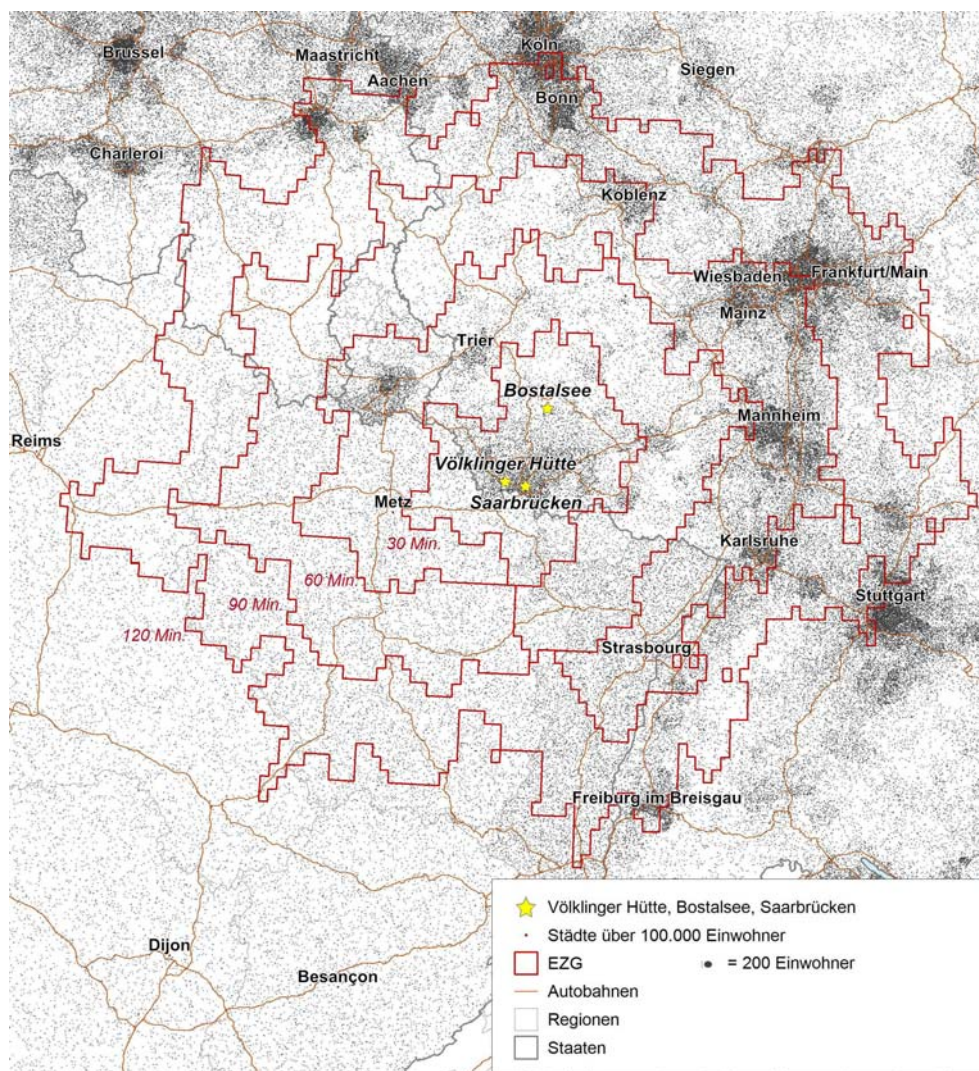 Köln
Brüssel
Maastricht
Siegen
Aachen
Bonn
Charleroi
Koblenz
Wiesbaden
Frankfurt/Main
Mainz
Trier
Bostalsee
Mannheim
Reims
Völklinger Hütte
Metz
Saarbrücken
30 Min.
Karlsruhe
60 Min.
Stuttgart
90 Min.
120 Min.
Strasbourg
Freiburg im Breisgau
Dijon
Besançon
Völklinger Hütte, Bostalsee, Saarbrücken
Städte über 100.000 Einwohner
EZG = 200 Einwohner
Autobahnen
Regionen
Staaten